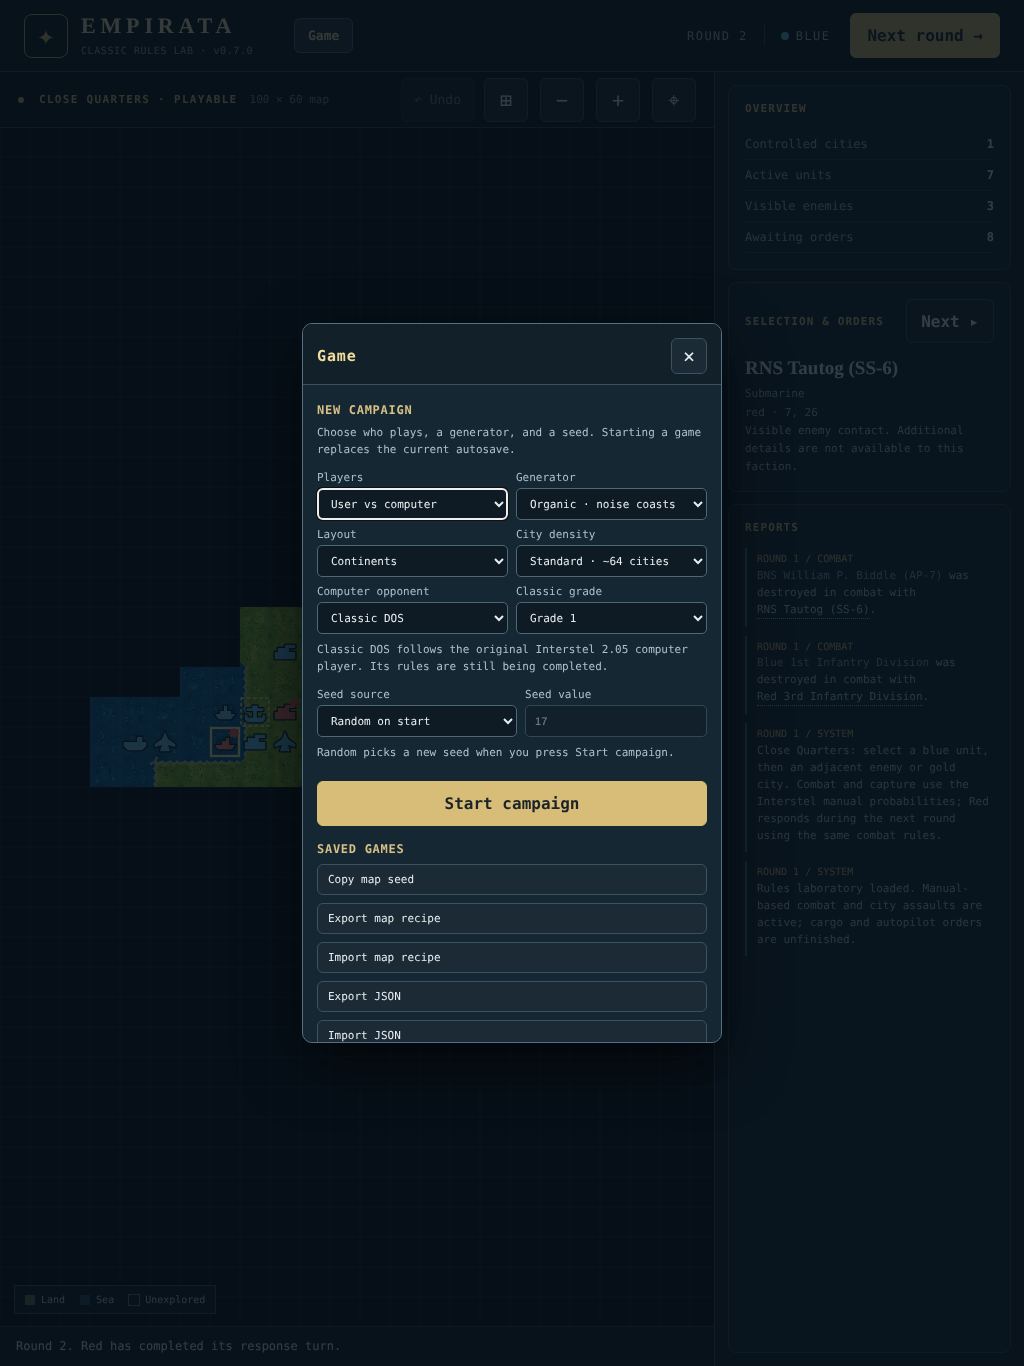 EMPIRATA
CLASSIC RULES LAB · v0.7.0
Game
ROUND 2
BLUE
Next round →
CLOSE QUARTERS · PLAYABLE 100 × 60 map
↶ Undo
OVERVIEW
Controlled cities 1
Active units 7
Visible enemies 3
Awaiting orders 8
SELECTION & ORDERS
Next ▸
RNS Tautog (SS-6)
Submarine
red · 7, 26
Visible enemy contact. Additional
details are not available to this
faction.
REPORTS
ROUND 1 / COMBAT
BNS William P. Biddle (AP-7) was
destroyed in combat with
RNS Tautog (SS-6).
ROUND 1 / COMBAT
Blue 1st Infantry Division was
destroyed in combat with
Red 3rd Infantry Division.
ROUND 1 / SYSTEM
Close Quarters: select a blue unit,
then an adjacent enemy or gold
city. Combat and capture use the
Interstel manual probabilities; Red
responds during the next round
using the same combat rules.
ROUND 1 / SYSTEM
Rules laboratory loaded. Manual-
based combat and city assaults are
active; cargo and autopilot orders
are unfinished.
Game
×
NEW CAMPAIGN
Choose who plays, a generator, and a seed. Starting a game
replaces the current autosave.
Players
Generator
User vs computer
Organic · noise coasts
Layout
City density
Continents
Standard · ~64 cities
Computer opponent
Classic grade
Classic DOS
Grade 1
Classic DOS follows the original Interstel 2.05 computer
player. Its rules are still being completed.
Seed source
Seed value
Random on start
17
Random picks a new seed when you press Start campaign.
Start campaign
SAVED GAMES
Copy map seed
Export map recipe
Import map recipe
Export JSON
Import JSON
Land
Sea
Unexplored
Round 2. Red has completed its response turn.